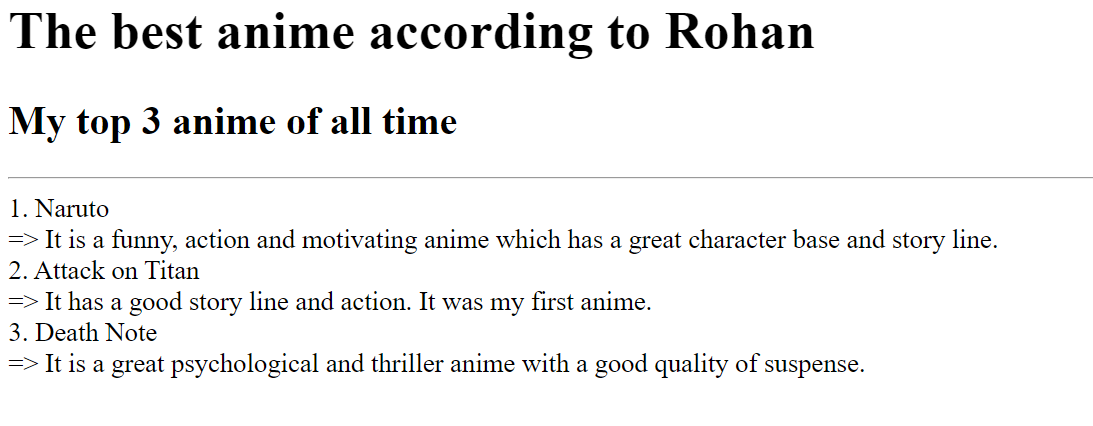 The best anime according to Rohan
My top 3 anime of all time
1. Naruto
=> It is a funny, action and motivating anime which has a great character base and story line.
2. Attack on Titan
=> It has a good story line and action. It was my first anime.
3. Death Note
=> It is a great psychological and thriller anime with a good quality of suspense.